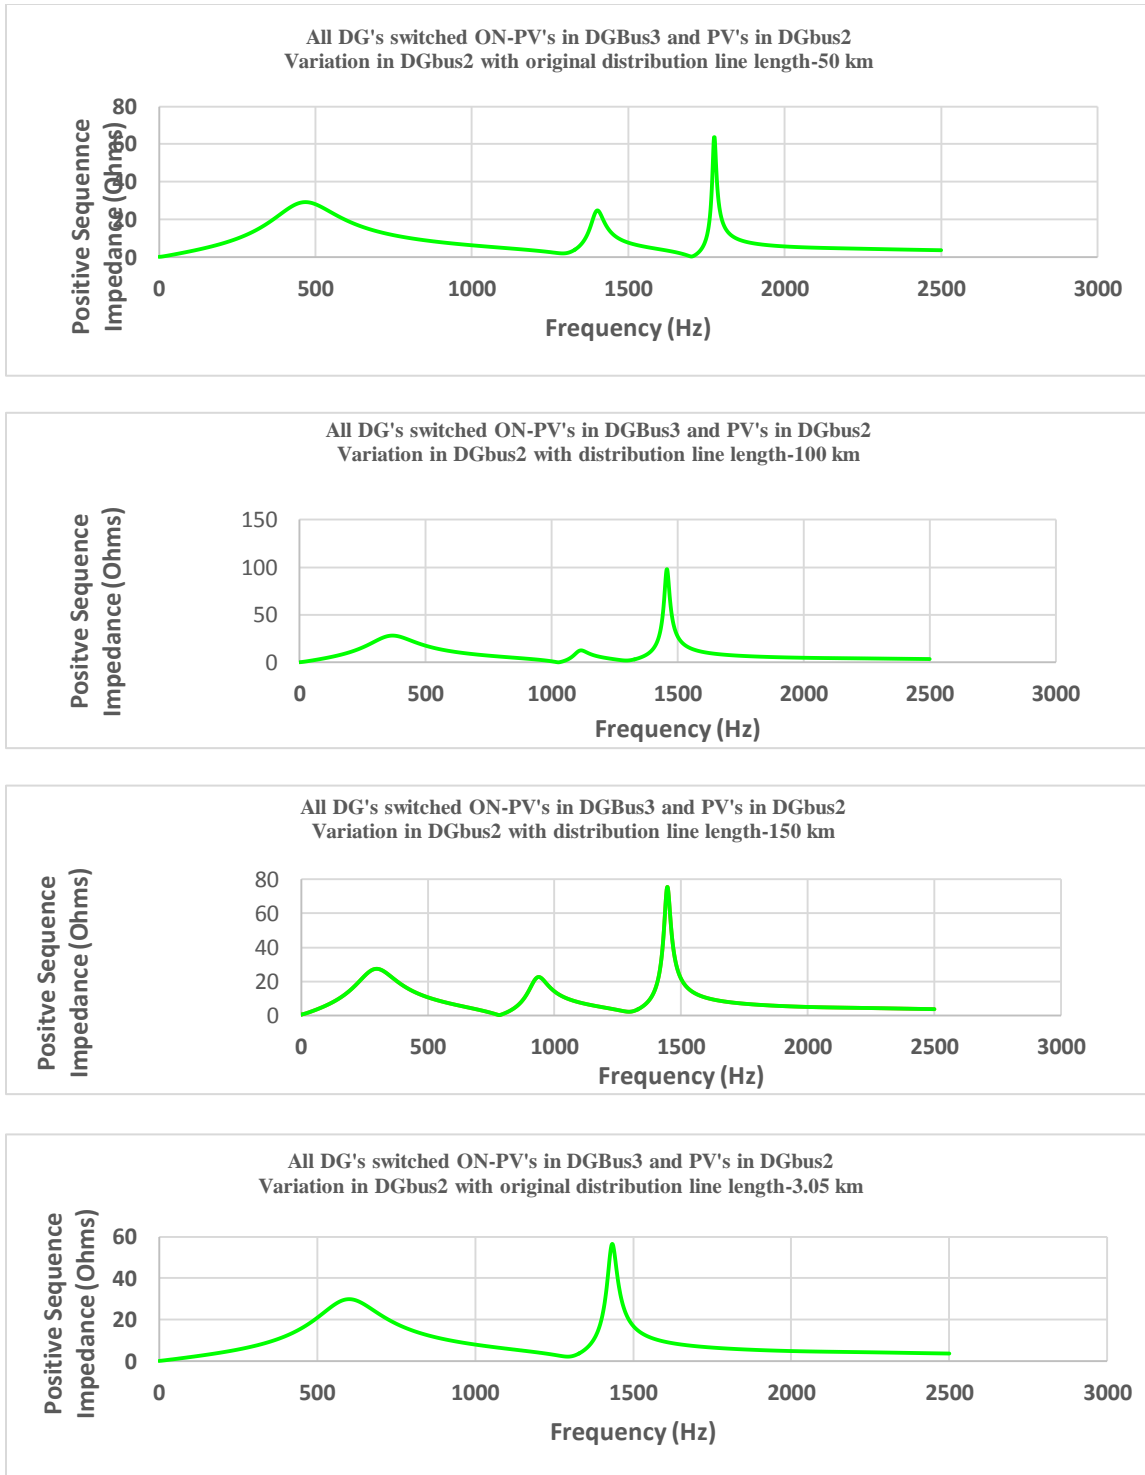 All DG's switched ON-PV's in DGBus3 and PV's in DGbus2
Variation in DGbus2 with original distribution line length-50 km
Positive Sequennce
Impedance (Ohms)
80
60
40
20
0
0 500 1000 1500 2000 2500 3000
Frequency (Hz)
All DG's switched ON-PV's in DGBus3 and PV's in DGbus2
Variation in DGbus2 with distribution line length-100 km
Positve Sequence
Impedance (Ohms)
150
100
50
0
0 500 1000 1500 2000 2500 3000
Frequency (Hz)
All DG's switched ON-PV's in DGBus3 and PV's in DGbus2
Variation in DGbus2 with distribution line length-150 km
Positve Sequence
Impedance (Ohms)
80
60
40
20
0
0 500 1000 1500 2000 2500 3000
Frequency (Hz)
All DG's switched ON-PV's in DGBus3 and PV's in DGbus2
Variation in DGbus2 with original distribution line length-3.05 km
Positive Sequence
Impedance (Ohms)
60
40
20
0
0 500 1000 1500 2000 2500 3000
Frequency (Hz)